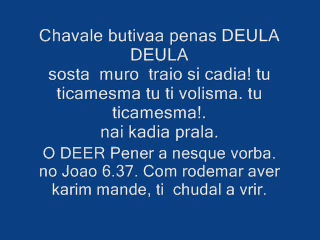 Chavale butivaa penas DEULA
DEULA
sosta muro traio si cadia! tu
ticamesma tu ti volisma. tu
ticamesma!.
nai kadia prala.
O DEER Pener a nesque vorba.
no Joao 6.37. Com rodemar aver
karim mande, ti chudal a vrir.